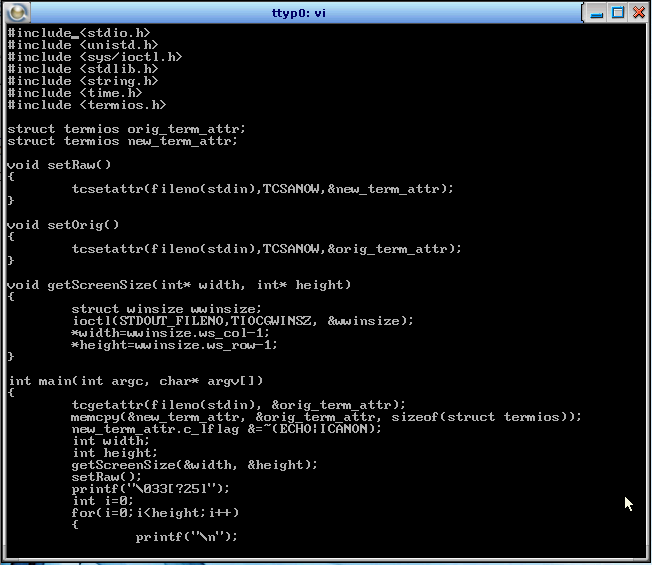 ttyp0: vi
#include <stdio.h>
#include <unistd.h>
#include <sys/ioctl.h>
#include <stdlib.h>
#include <string.h>
#include <time.h>
#include <termios.h>

struct termios orig_term_attr;
struct termios new_term_attr;

void setRaw()
{
        tcsetattr(fileno(stdin),TCSANOW,&new_term_attr);
}

void setOrig()
{
        tcsetattr(fileno(stdin),TCSANOW,&orig_term_attr);
}

void getScreenSize(int* width, int* height)
{
        struct winsize wwinsize;
        ioctl(STDOUT_FILENO,TIOCGWINSZ, &wwinsize);
        *width=wwinsize.ws_col-1;
        *height=wwinsize.ws_row-1;
}

int main(int argc, char* argv[])
{
        tcgetattr(fileno(stdin), &orig_term_attr);
        memcpy(&new_term_attr, &orig_term_attr, sizeof(struct termios));
        new_term_attr.c_lflag &=~(ECHO|ICANON);
        int width;
        int height;
        getScreenSize(&width, &height);
        setRaw();
        printf("\033[?25l");
        int i=0;
        for(i=0;i<height;i++)
        {
                printf("\n");